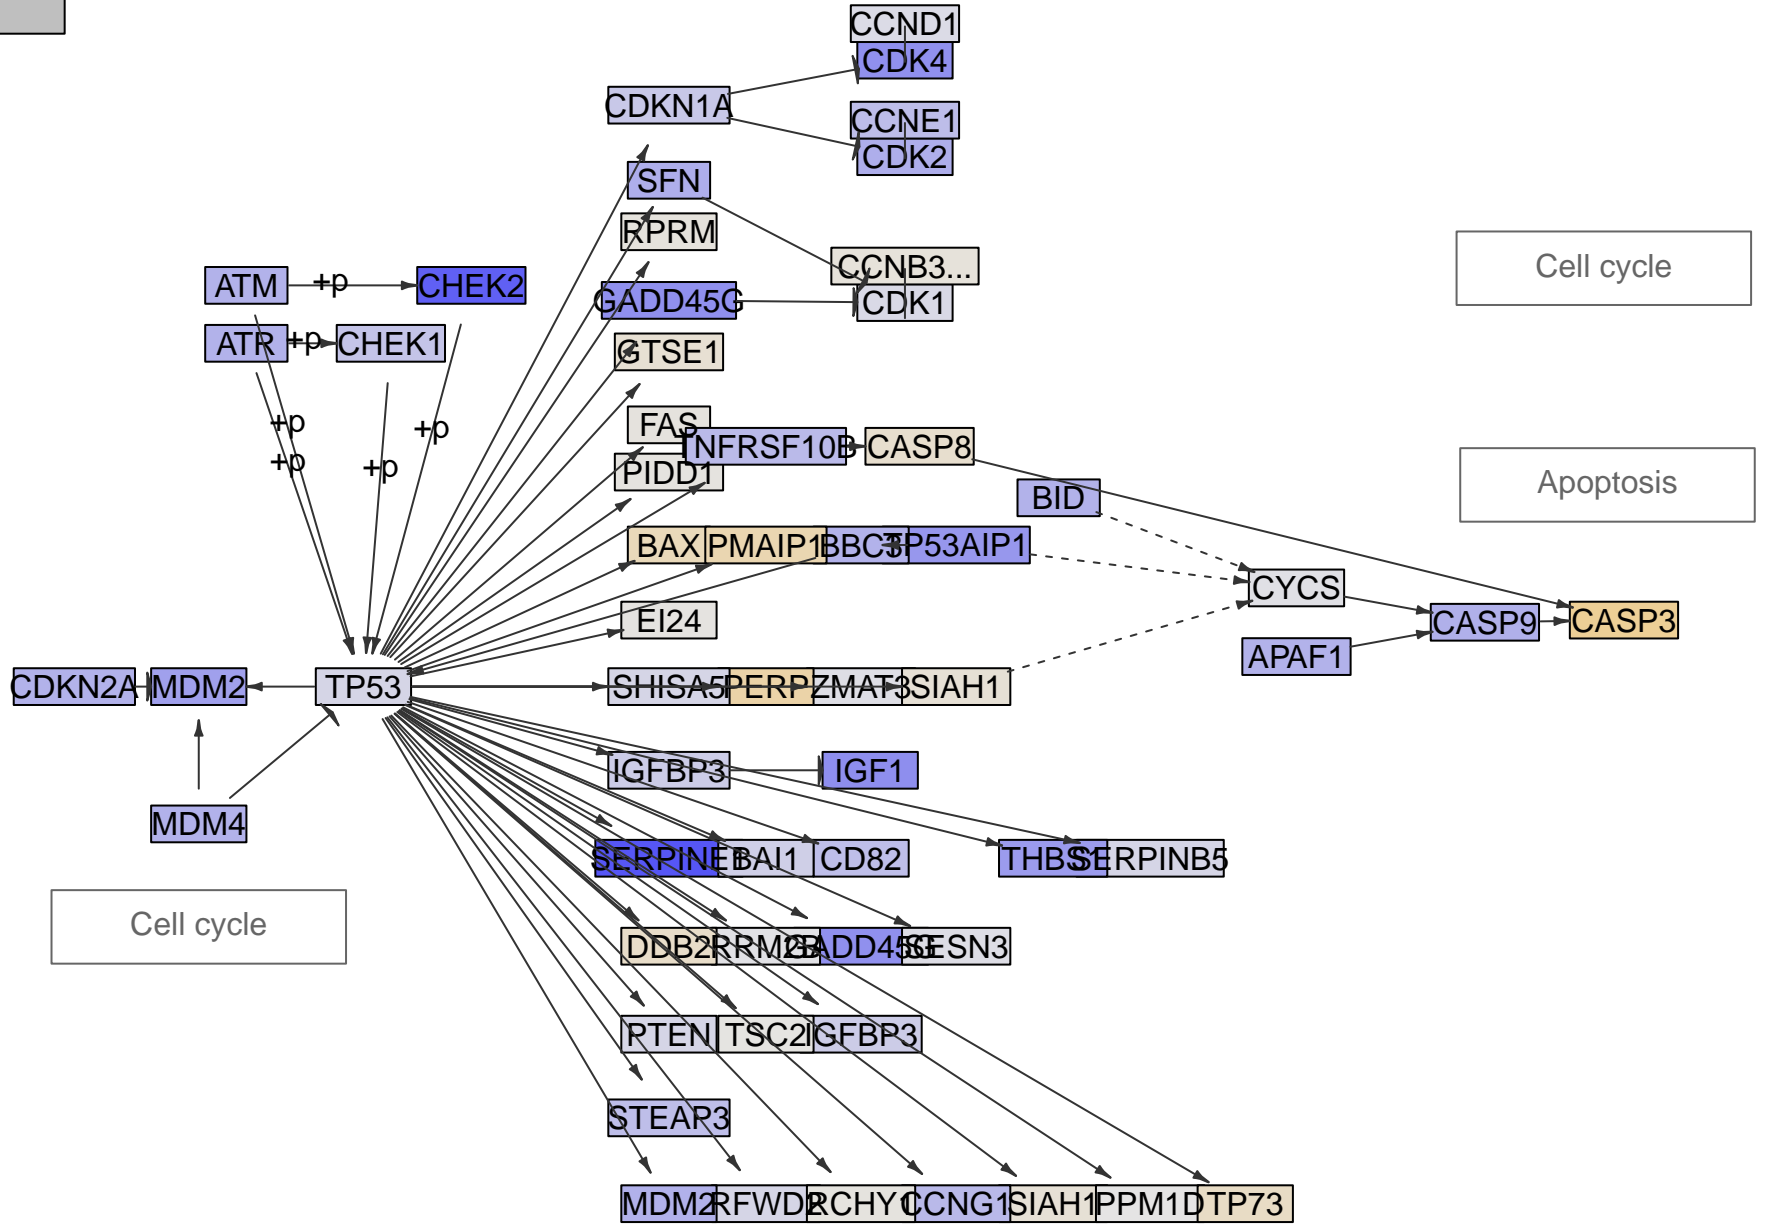 CCND1
CDK4
CDKN1A
CCNE1
CDK2
SFN
RPRM
CCNB3...
Cell cycle
ATM
+p
CHEK2
GADD45G
CDK1
ATR
+p
CHEK1
GTSE1
FAS
+p
+p
TNFRSF10B
CASP8
+p
+p
PIDD1
BID
Apoptosis
BAX
PMAIP1
BBC3
TP53AIP1
CYCS
EI24
CASP9
CASP3
APAF1
CDKN2A
MDM2
TP53
SHISA5
PERP
ZMAT3
SIAH1
IGFBP3
IGF1
MDM4
SERPINE1
BAI1
CD82
THBS1
SERPINB5
Cell cycle
DDB2
RRM2B
GADD45G
SESN3
PTEN
TSC2
IGFBP3
STEAP3
MDM2
RFWD2
RCHY1
CCNG1
SIAH1
PPM1D
TP73